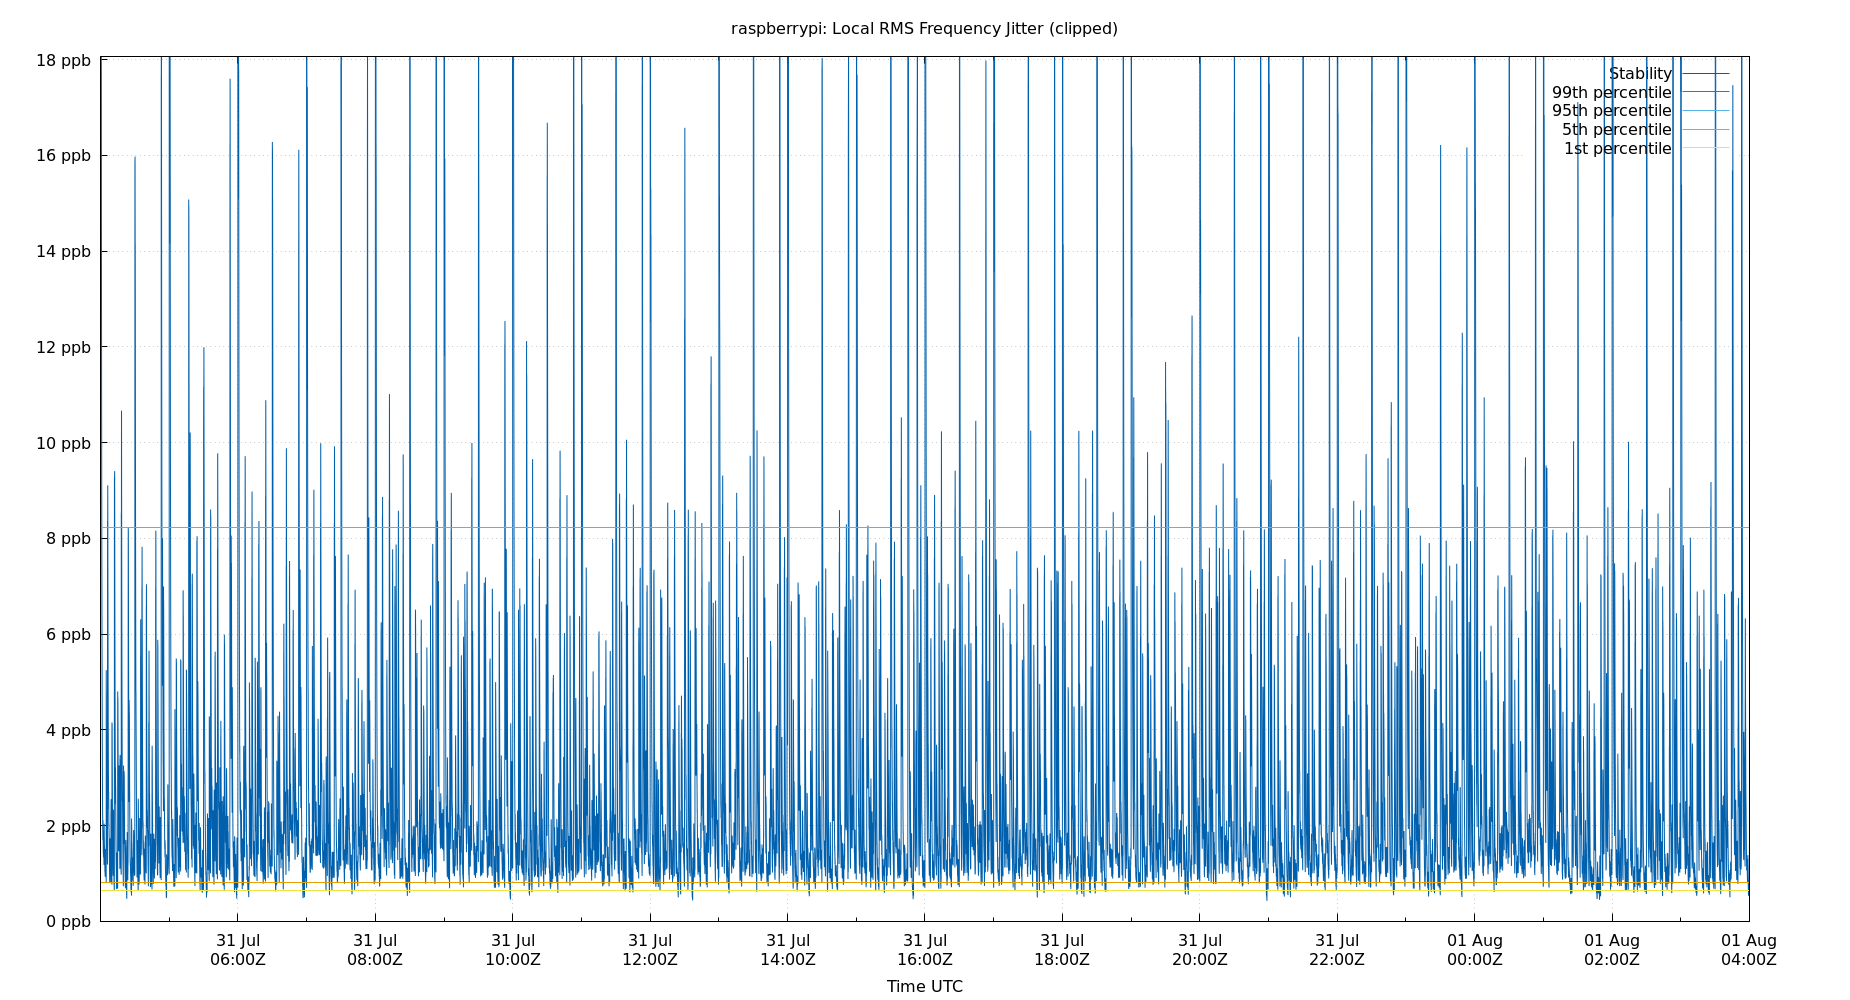 raspberrypi: Local RMS Frequency Jitter (clipped)
18 ppb
16 ppb
14 ppb
12 ppb
10 ppb
8 ppb
6 ppb
4 ppb
2 ppb
0 ppb
Stability
99th percentile
95th percentile
5th percentile
1st percentile
31 Jul
06:00Z
31 Jul
08:00Z
31 Jul
10:00Z
31 Jul
12:00Z
31 Jul
14:00Z
31 Jul
16:00Z
31 Jul
18:00Z
31 Jul
20:00Z
31 Jul
22:00Z
01 Aug
00:00Z
01 Aug
02:00Z
01 Aug
04:00Z
Time UTC